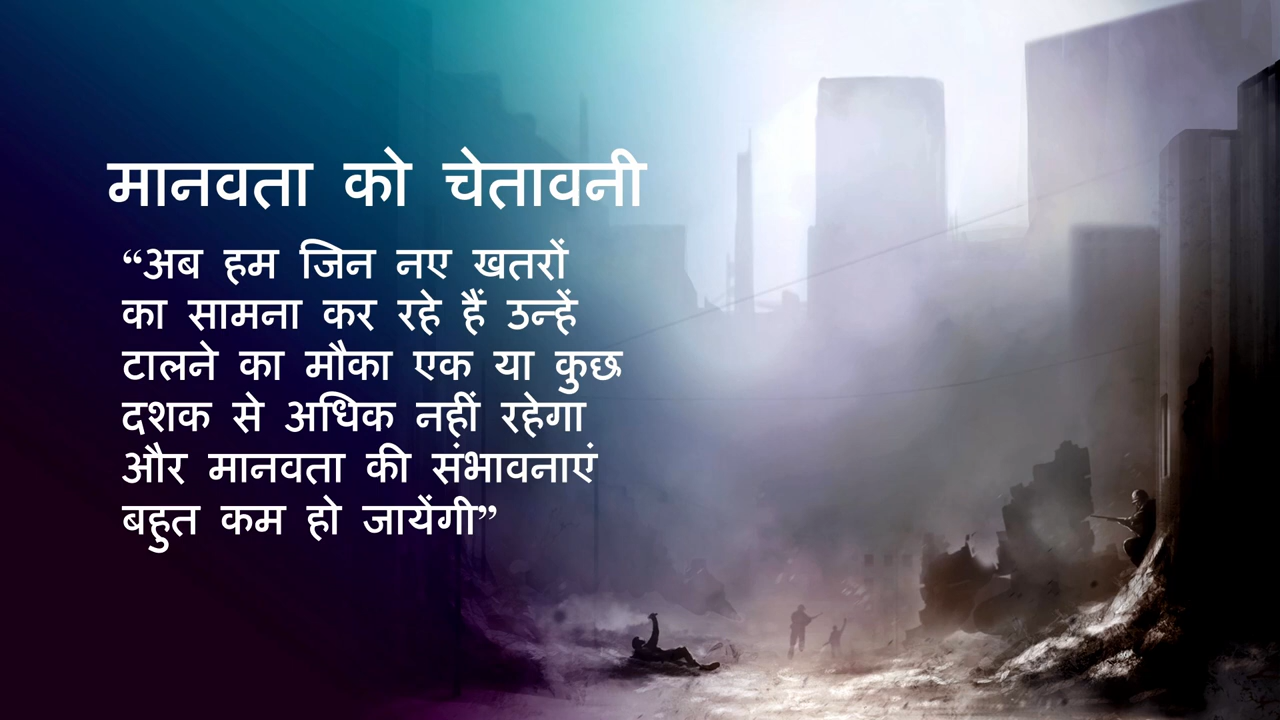 मानवता को चेतावनी
“अब हम जिन नए खतरों
का सामना कर रहे हैं उन्हें
टालने का मौका एक या कुछ
दशक से अधिक नहीं रहेगा
और मानवता की संभावनाएं
बहुत कम हो जायेंगी”